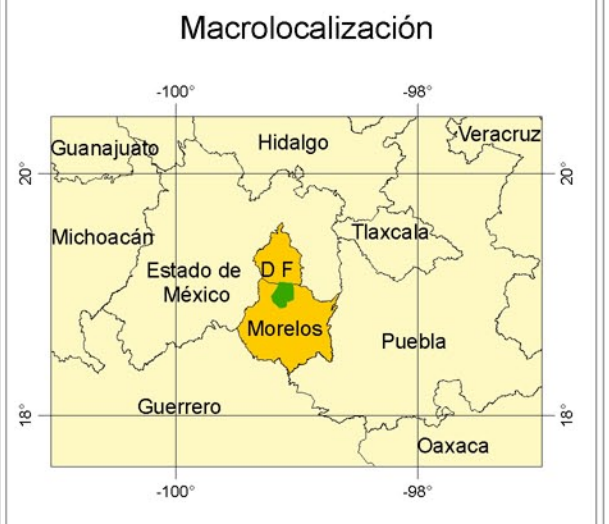 Macrolocalización
-100°
-98°
Guanajuato
Hidalgo
Veracruz
20°
20°
Michoacán
Tlaxcala
Estado de
México
D F
Morelos
Puebla
Guerrero
18°
18°
Oaxaca
-100°
-98°